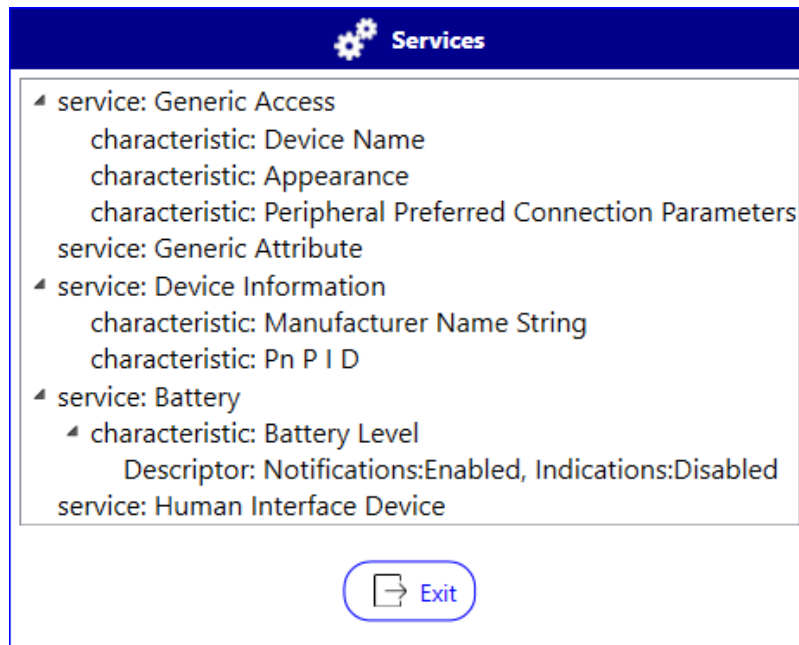 Services
service: Generic Access
characteristic: Device Name
characteristic: Appearance
characteristic: Peripheral Preferred Connection Parameters
service: Generic Attribute
service: Device Information
characteristic: Manufacturer Name String
characteristic: Pn P I D
service: Battery
characteristic: Battery Level
Descriptor: Notifications:Enabled, Indications:Disabled
service: Human Interface Device
Exit